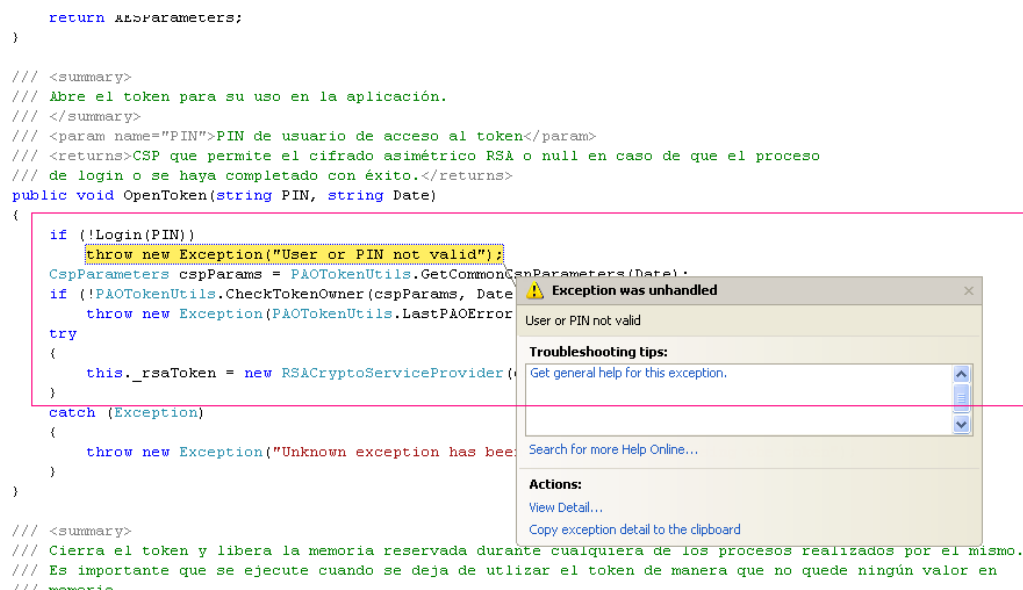 return AESParameters;
}
/// <summary>
/// Abre el token para su uso en la aplicación.
/// </summary>
/// <param name="PIN">PIN de usuario de acceso al token</param>
/// <returns>CSP que permite el cifrado asimétrico RSA o null en caso de que el proceso
/// de login o se haya completado con éxito.</returns>
public void OpenToken(string PIN, string Date)
{
if (!Login(PIN))
throw new Exception("User or PIN not valid");
CspParameters cspParams = PAOTokenUtils.GetCommonCspParameters(Date);
if (!PAOTokenUtils.CheckTokenOwner(cspParams, Date
throw new Exception(PAOTokenUtils.LastPAOError
try
{
this._rsaToken = new RSACryptoServiceProvider(
}
catch (Exception)
{
throw new Exception("Unknown exception has bee
}
}
Exception was unhandled
User or PIN not valid
Troubleshooting tips:
Get general help for this exception.
Search for more Help Online...
Actions:
View Detail...
Copy exception detail to the clipboard
/// <summary>
/// Cierra el token y libera la memoria reservada durante cualquiera de los procesos realizados por el mismo.
/// Es importante que se ejecute cuando se deja de utlizar el token de manera que no quede ningún valor en
/// memoria